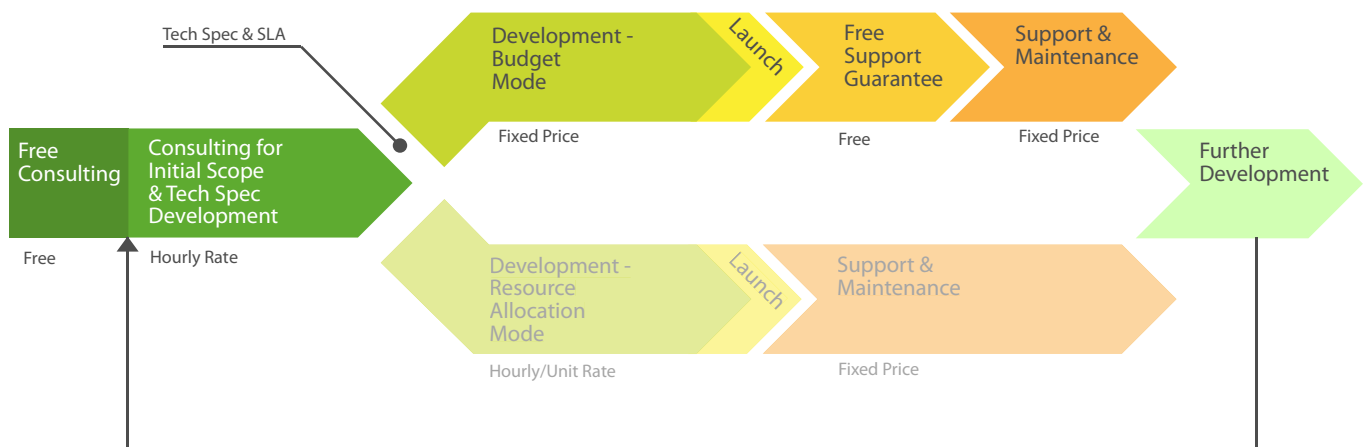 Tech Spec & SLA
Free
Consulting
Free
Consulting for
Initial Scope
& Tech Spec
Development
Hourly Rate
Development -
Budget
Mode
Fixed Price
Launch
Free
Support
Guarantee
Free
Support &
Maintenance
Fixed Price
Development -
Resource
Allocation
Mode
Hourly/Unit Rate
Launch
Support &
Maintenance
Fixed Price
Further
Development